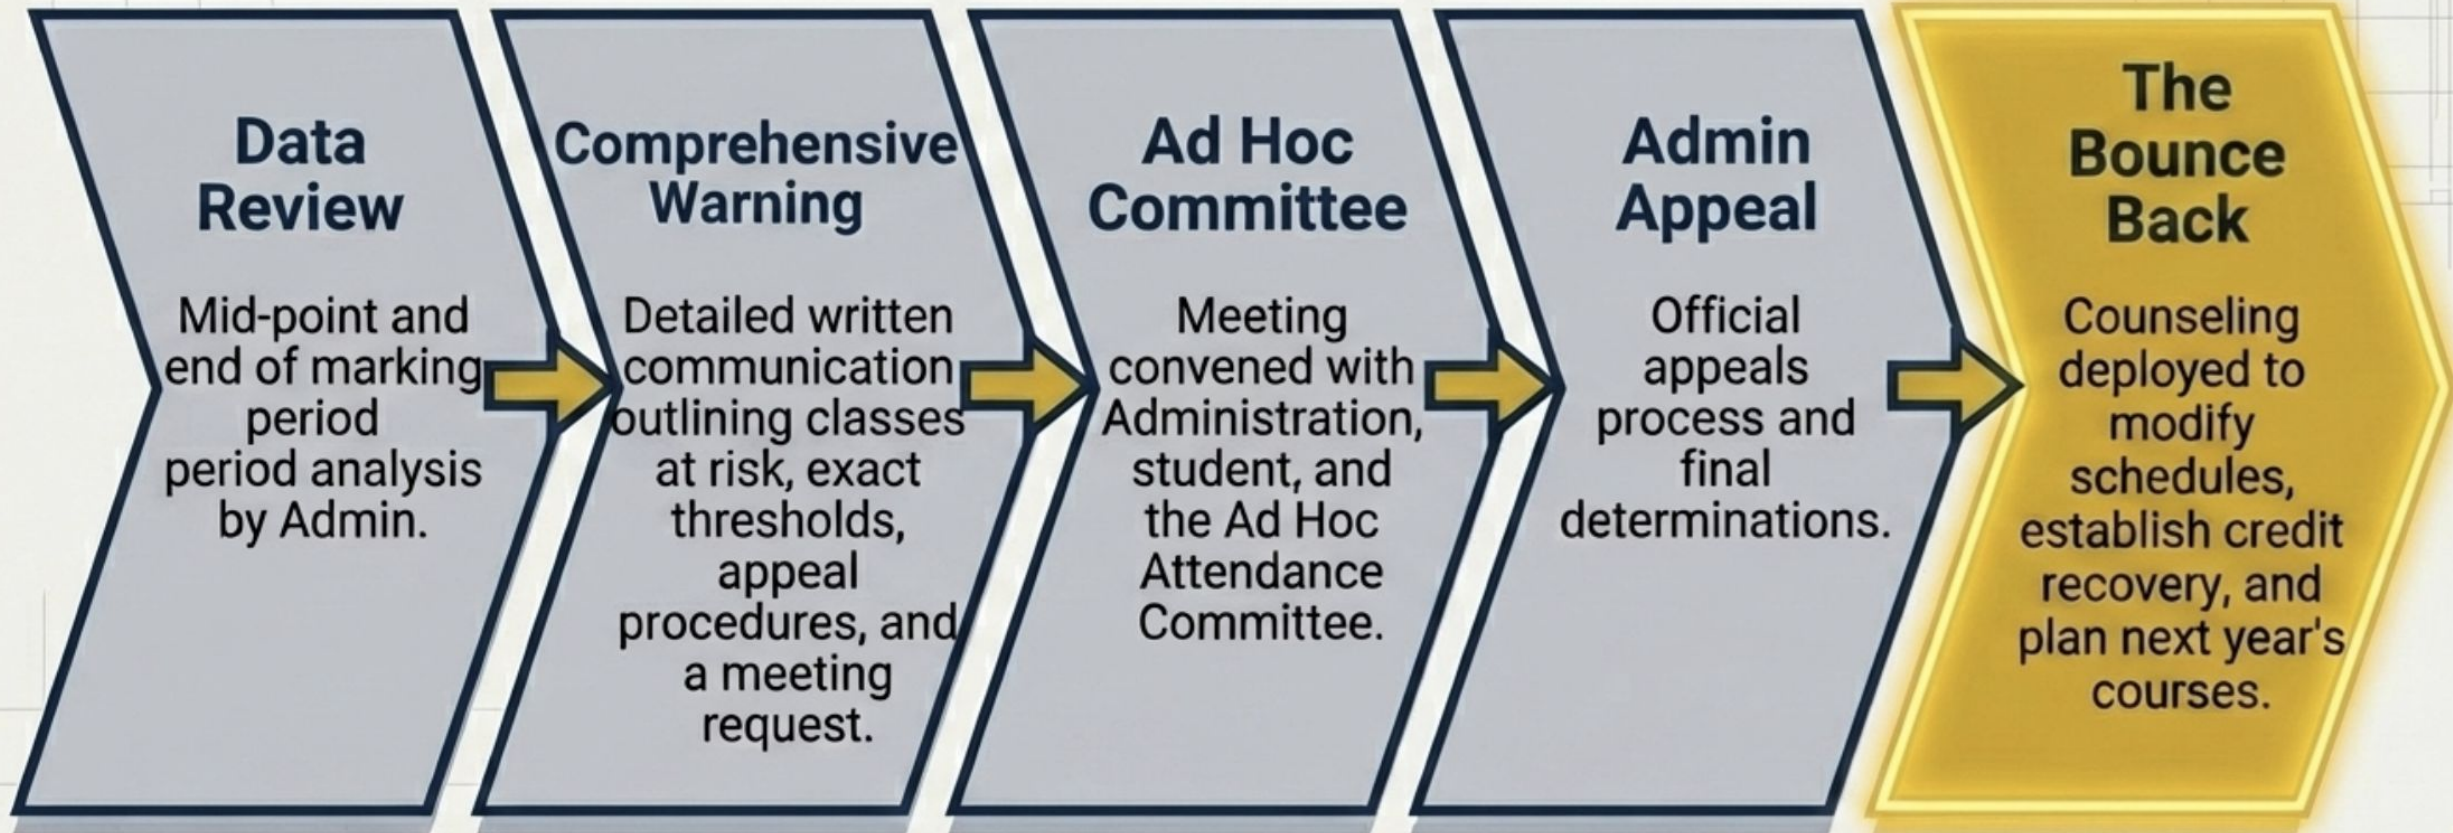 Data
Review
Mid-point and
end of marking
period
period analysis
by Admin.
Comprehensive
Warning
Detailed written
communication
outlining classes
at risk, exact
thresholds,
appeal
procedures, and
a meeting
request.
Ad Hoc
Committee
Meeting
convened with
Administration,
student, and
the Ad Hoc
Attendance
Committee.
Admin
Appeal
Official
appeals
process and
final
determinations.
The
Bounce
Back
Counseling
deployed to
modify
schedules,
establish credit
recovery, and
plan next year's
courses.